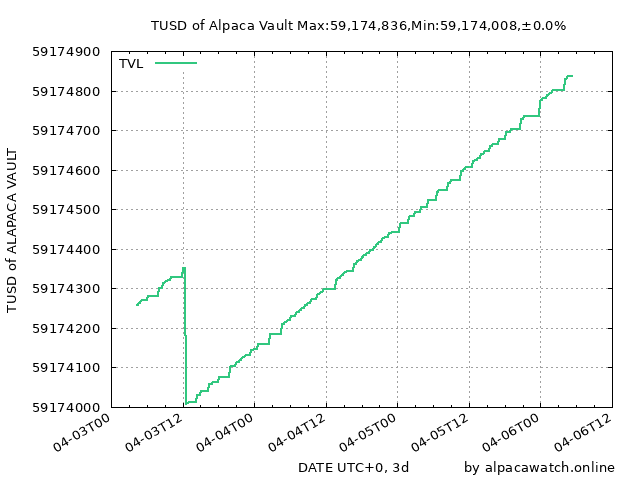 TUSD of Alpaca Vault Max:59,174,836,Min:59,174,008,±0.0%
TVL
TUSD of ALAPACA VAULT
59174900
59174800
59174700
59174600
59174500
59174400
59174300
59174200
59174100
59174000
04-03T00
04-03T12
04-04T00
04-04T12
04-05T00
04-05T12
04-06T00
04-06T12
DATE UTC+0, 3d
by alpacawatch.online